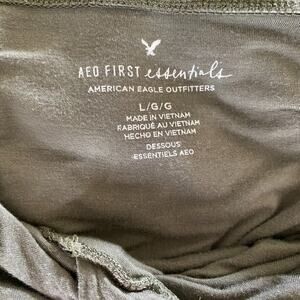 AEO FIRST essentials
AMERICAN EAGLE OUTFITTERS
L/G/G
MADE IN VIETNAM
FABRIQUÉ AU VIETNAM
HECHO EN VIETNAM
DESSOUS
ESSENTIELS AEO